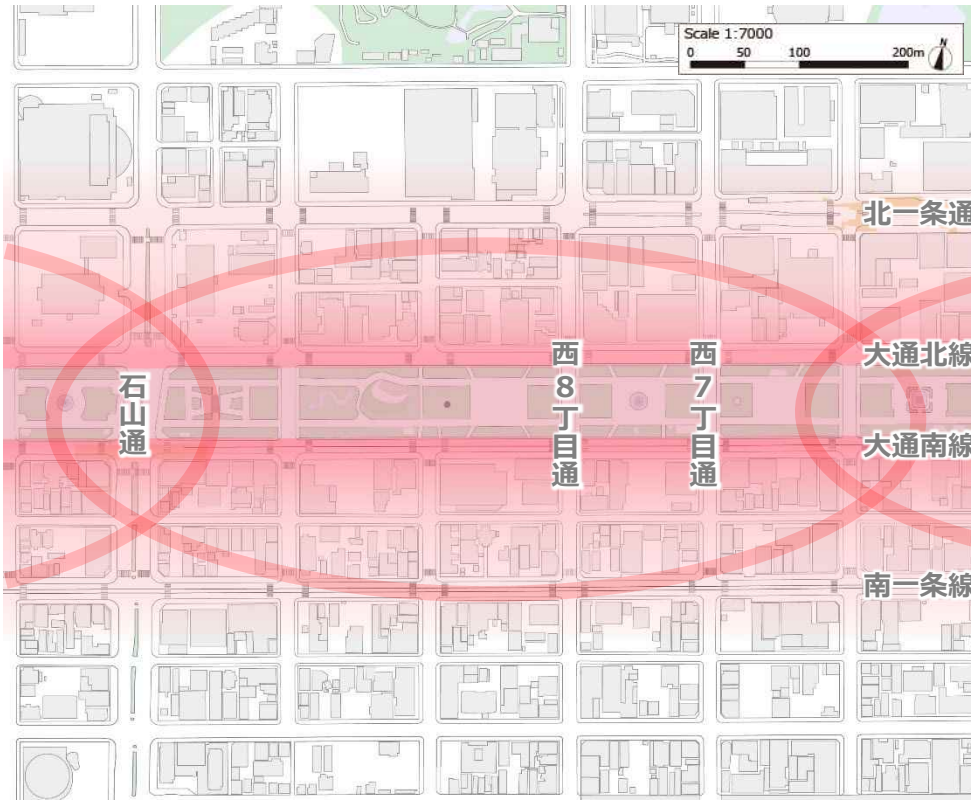 Scale 1:7000
0 50 100 200m
N
北一条通
大通北線
西8丁目通
西7丁目通
石山通
大通南線
南一条線